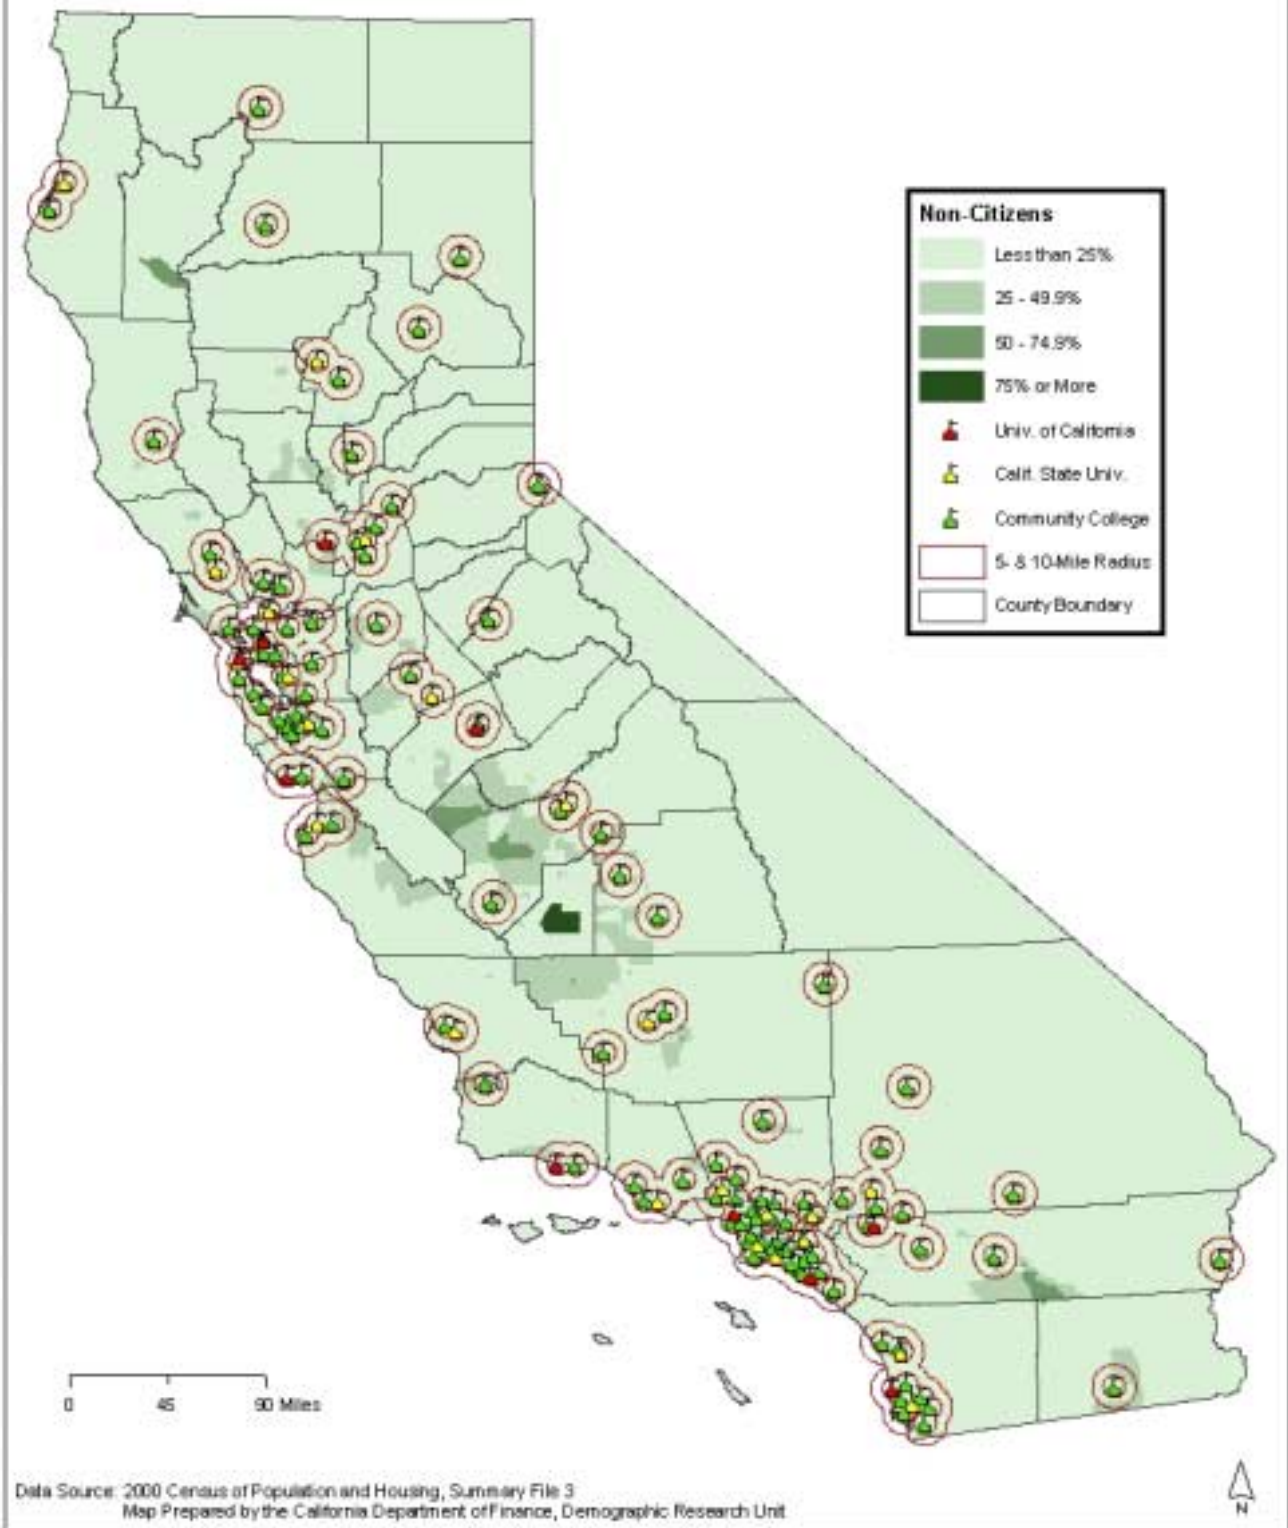 Non-Citizens
Less than 25%
25 - 49.9%
50 - 74.9%
75% or More
Univ. of California
Calif. State Univ.
Community College
5- & 10-Mile Radius
County Boundary
0 45 90 Miles
N
Data Source: 2000 Census of Population and Housing, Summary File 3
Map Prepared by the California Department of Finance, Demographic Research Unit